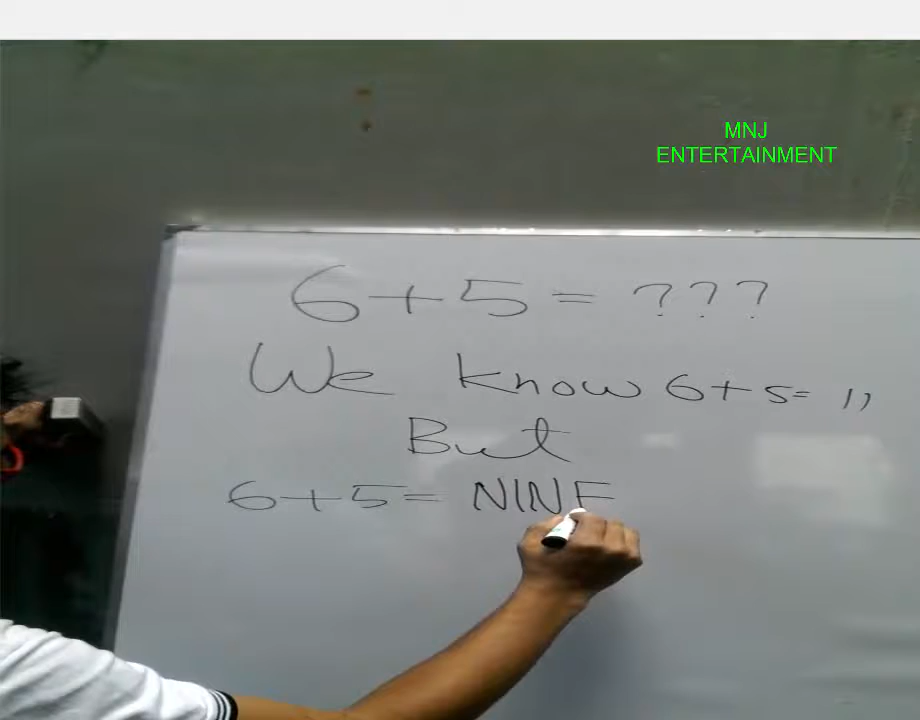 MNJ
ENTERTAINMENT
6+5=???
We know 6+5=11
But
6+5=NINE